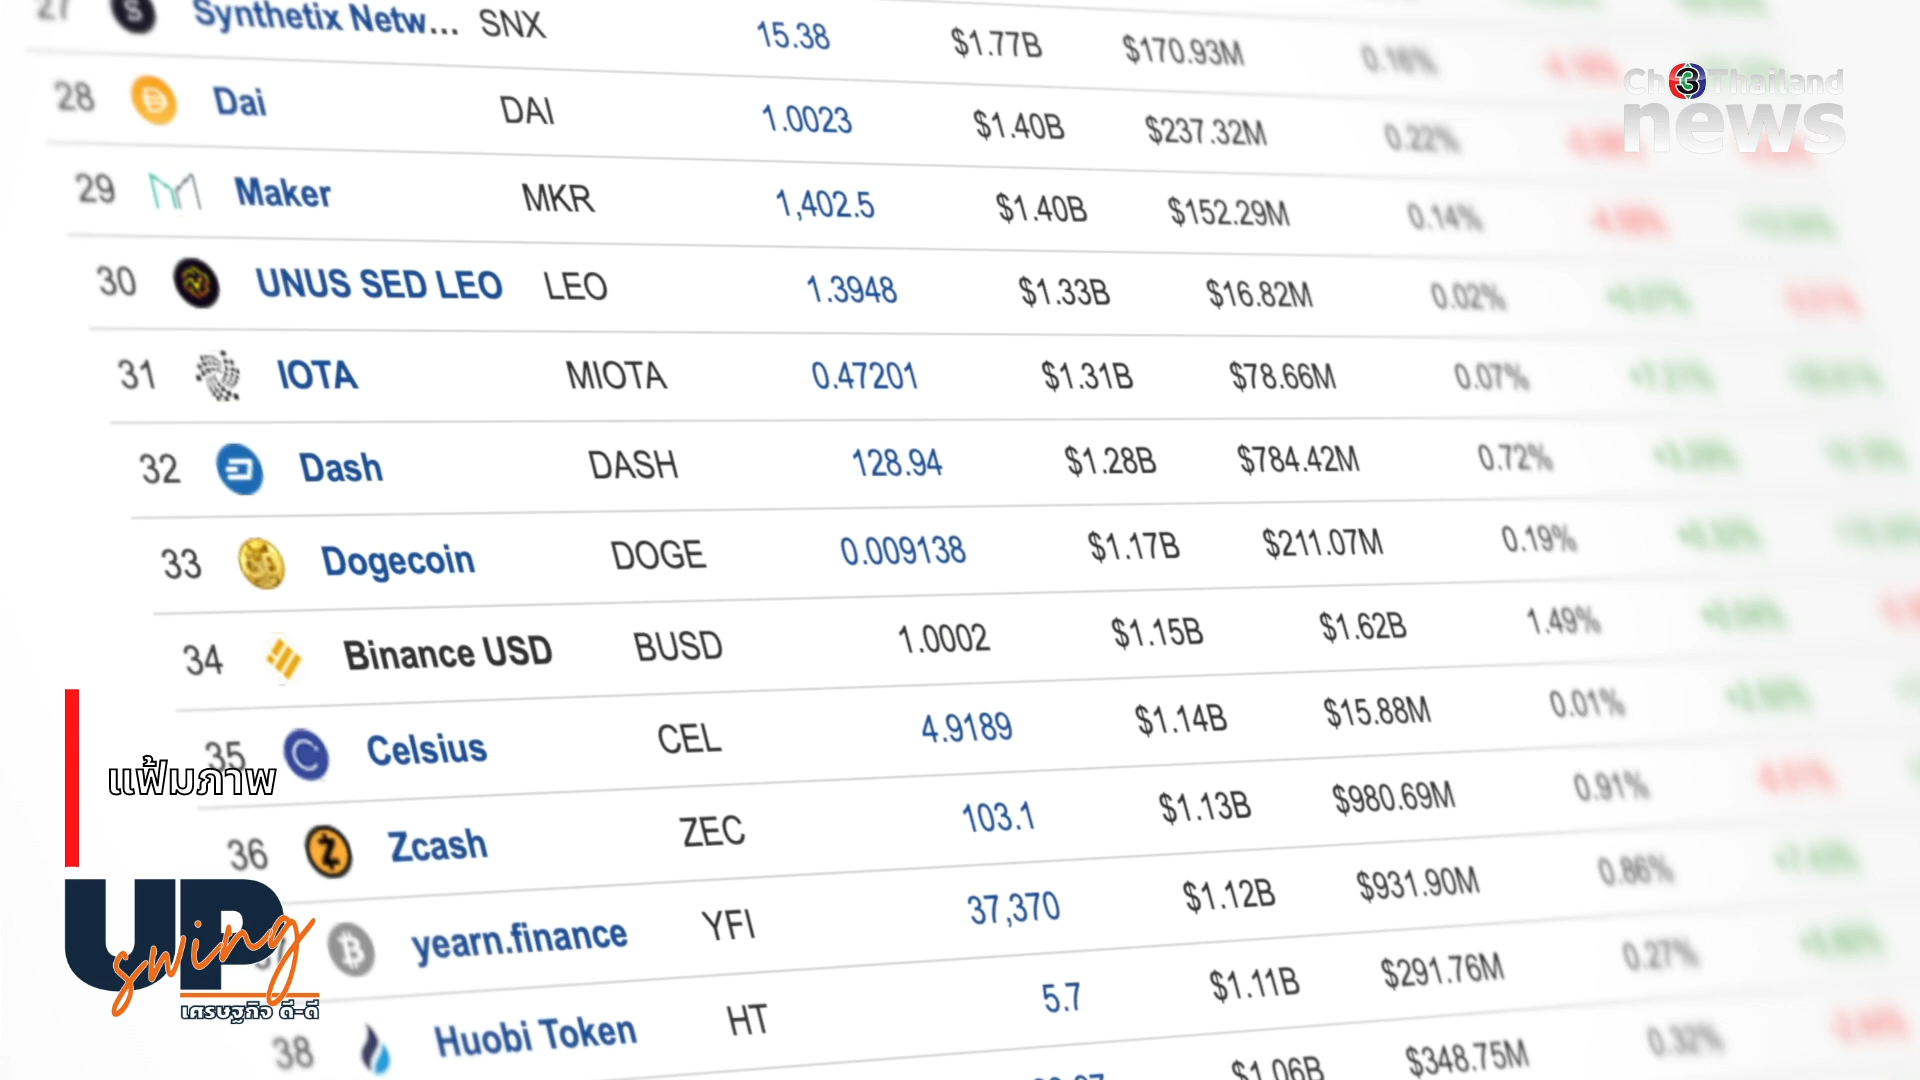 27 Synthetix Netw... SNX 15.38 $1.77B $170.93M 0.16%
Ch3Thailand
news
28 Dai DAI 1.0023 $1.40B $237.32M 0.22%
29 Maker MKR 1,402.5 $1.40B $152.29M 0.14%
30 UNUS SED LEO LEO 1.3948 $1.33B $16.82M 0.02%
31 IOTA MIOTA 0.47201 $1.31B $78.66M 0.07%
32 Dash DASH 128.94 $1.28B $784.42M 0.72%
33 Dogecoin DOGE 0.009138 $1.17B $211.07M 0.19%
34 Binance USD BUSD 1.0002 $1.15B $1.62B 1.49%
35 Celsius CEL 4.9189 $1.14B $15.88M 0.01%
แฟ้มภาพ
36 Zcash ZEC 103.1 $1.13B $980.69M 0.91%
yearn.finance YFI 37,370 $1.12B $931.90M 0.86%
UP
swing
เศรษฐกิจ ดี-ดี
38 Huobi Token HT 5.7 $1.11B $291.76M 0.27%
$1.06B $348.75M 0.32%